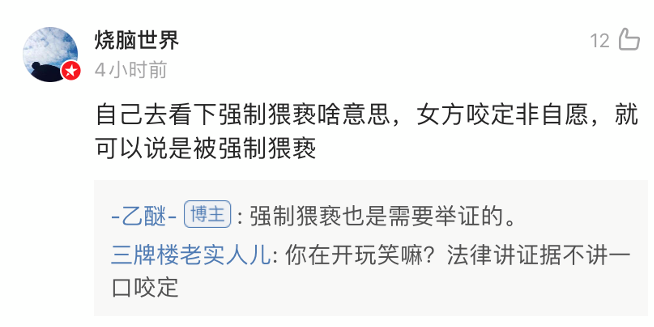 烧脑世界
12
4小时前
自己去看下强制猥亵啥意思，女方咬定非自愿，就
可以说是被强制猥亵
-乙醚- 博主 : 强制猥亵也是需要举证的。
三牌楼老实人儿: 你在开玩笑嘛？法律讲证据不讲一
口咬定